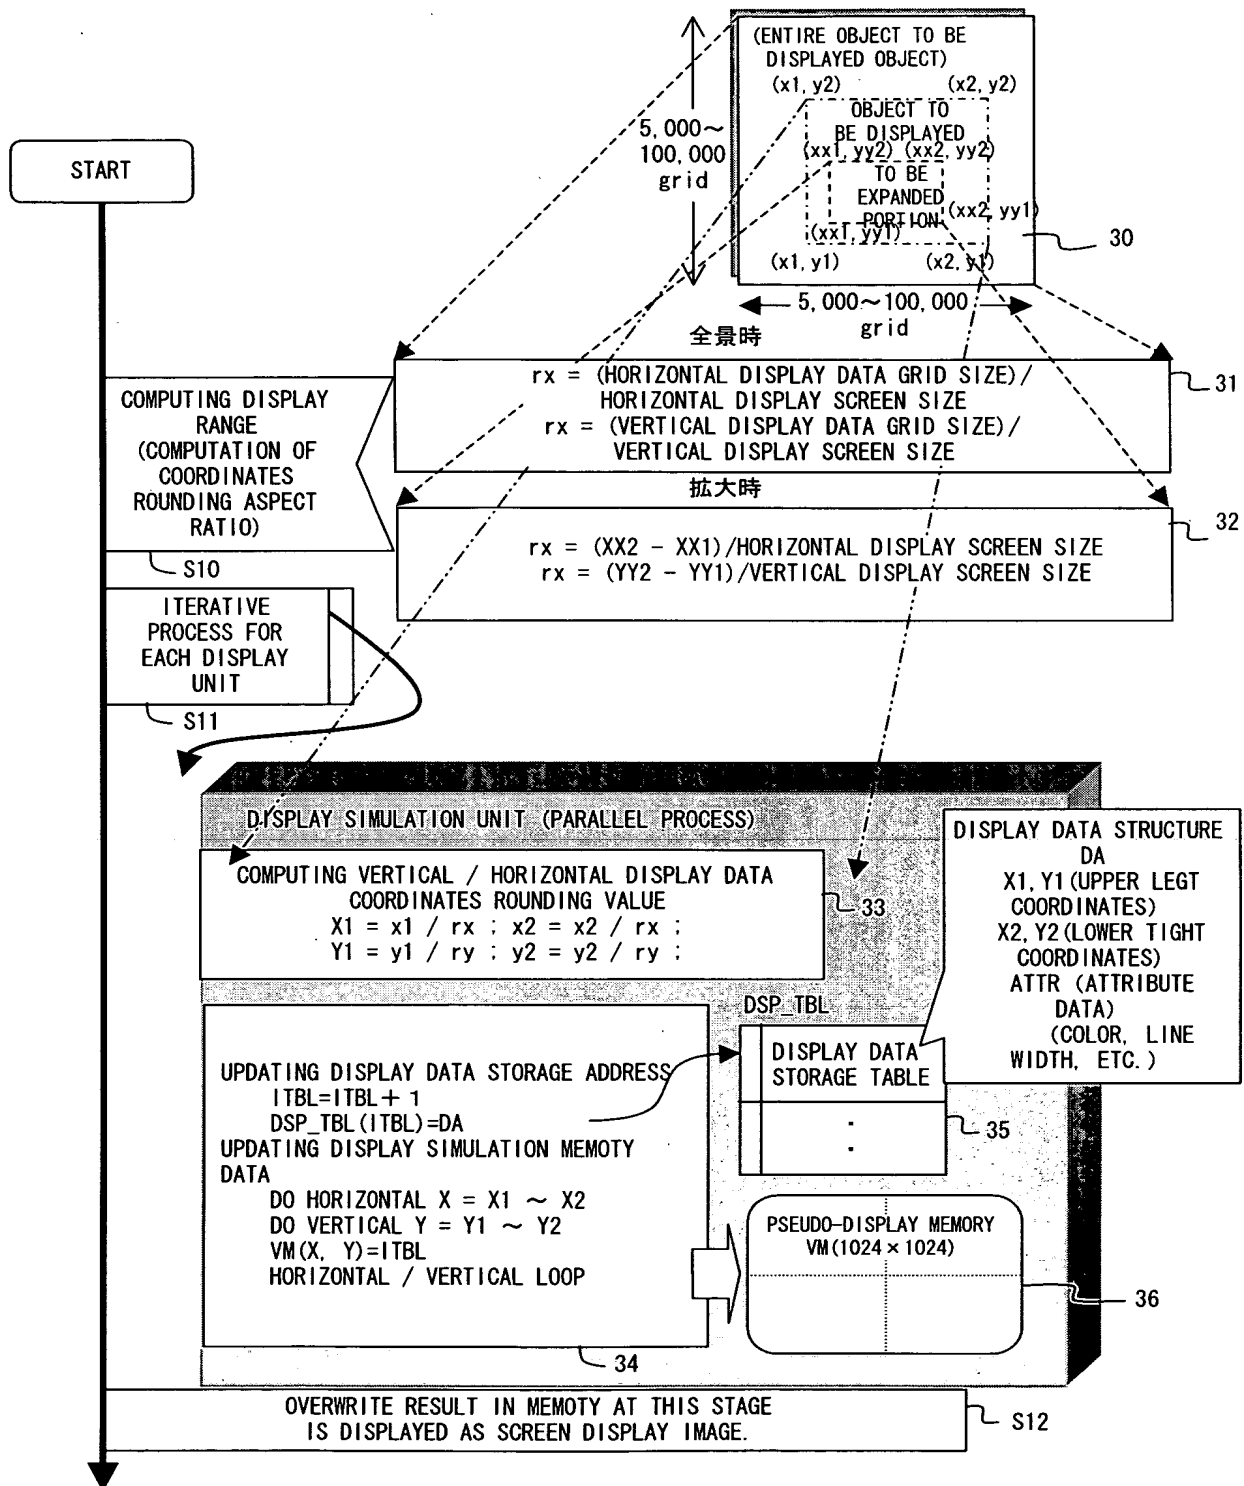 (ENTIRE OBJECT TO BE
DISPLAYED OBJECT)
(x1, y2)
(x2, y2)
OBJECT TO
BE DISPLAYED
(xx1, yy2)
(xx2, yy2)
TO BE
EXPANDED
PORTION
(xx2, yy1)
(xx1, yy1)
(x1, y1)
(x2, y1)
30
5,000~
100,000
grid
5,000~100,000
grid
START
全景時
rx = (HORIZONTAL DISPLAY DATA GRID SIZE)/
HORIZONTAL DISPLAY SCREEN SIZE
rx = (VERTICAL DISPLAY DATA GRID SIZE)/
VERTICAL DISPLAY SCREEN SIZE
31
COMPUTING DISPLAY
RANGE
(COMPUTATION OF
COORDINATES
ROUNDING ASPECT
RATIO)
S10
拡大時
rx = (XX2 - XX1)/HORIZONTAL DISPLAY SCREEN SIZE
rx = (YY2 - YY1)/VERTICAL DISPLAY SCREEN SIZE
32
ITERATIVE
PROCESS FOR
EACH DISPLAY
UNIT
S11
DISPLAY SIMULATION UNIT (PARALLEL PROCESS)
COMPUTING VERTICAL / HORIZONTAL DISPLAY DATA
COORDINATES ROUNDING VALUE
X1 = x1 / rx ; x2 = x2 / rx ;
Y1 = y1 / ry ; y2 = y2 / ry ;
33
DISPLAY DATA STRUCTURE
DA
X1, Y1(UPPER LEGT
COORDINATES)
X2, Y2(LOWER TIGHT
COORDINATES)
ATTR (ATTRIBUTE
DATA)
(COLOR, LINE
WIDTH, ETC.)
UPDATING DISPLAY DATA STORAGE ADDRESS
ITBL=ITBL+1
DSP_TBL(ITBL)=DA
UPDATING DISPLAY SIMULATION MEMOTY
DATA
DO HORIZONTAL X = X1 ~ X2
DO VERTICAL Y = Y1 ~ Y2
VM(X, Y)=ITBL
HORIZONTAL / VERTICAL LOOP
34
DSP_TBL
DISPLAY DATA
STORAGE TABLE
35
PSEUDO-DISPLAY MEMORY
VM(1024×1024)
36
OVERWRITE RESULT IN MEMOTY AT THIS STAGE
IS DISPLAYED AS SCREEN DISPLAY IMAGE.
S12